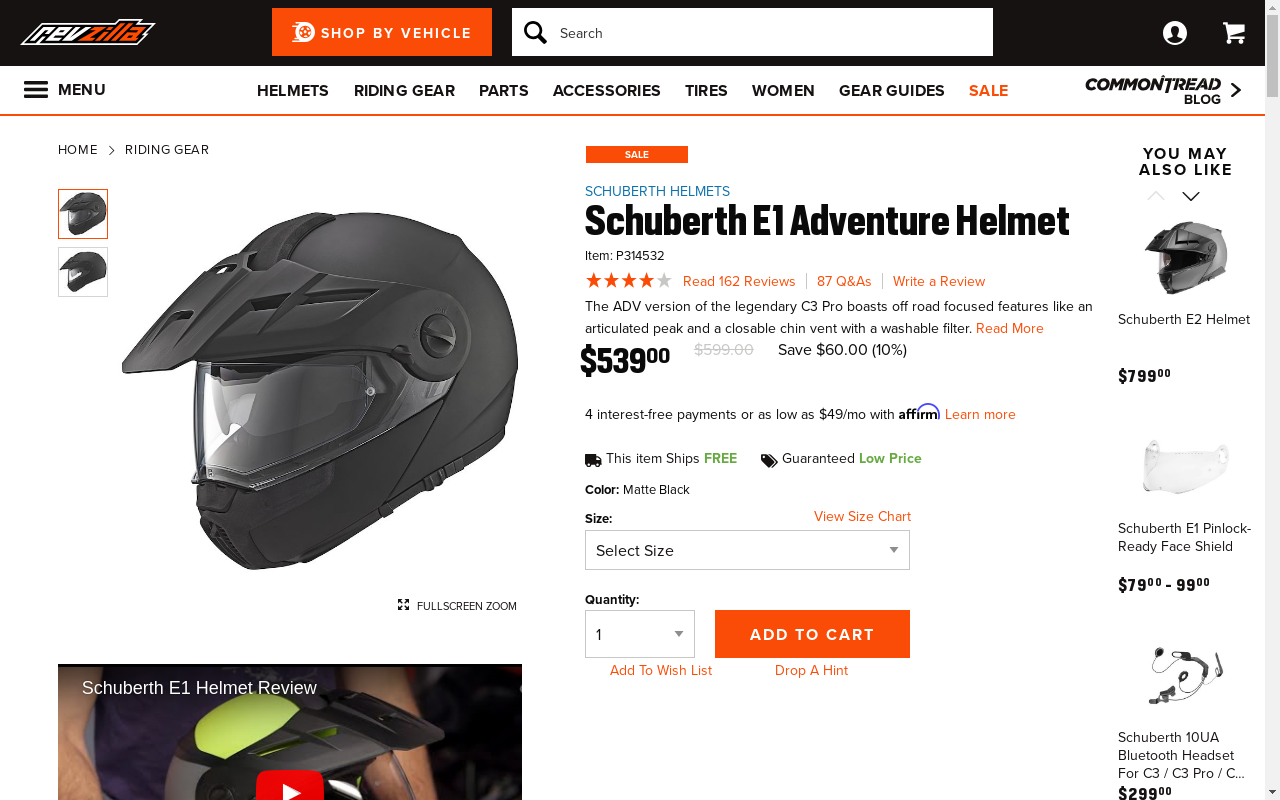 revzilla
SHOP BY VEHICLE
Search
MENU
HELMETS
RIDING GEAR
PARTS
ACCESSORIES
TIRES
WOMEN
GEAR GUIDES
SALE
COMMON TREAD
BLOG
HOME
RIDING GEAR
FULLSCREEN ZOOM
Schuberth E1 Helmet Review
SALE
SCHUBERTH HELMETS
Schuberth E1 Adventure Helmet
Item: P314532
Read 162 Reviews
87 Q&As
Write a Review
The ADV version of the legendary C3 Pro boasts off road focused features like an
articulated peak and a closable chin vent with a washable filter. Read More
$539.00 $599.00 Save $60.00 (10%)
4 interest-free payments or as low as $49/mo with affirm Learn more
This item Ships FREE
Guaranteed Low Price
Color: Matte Black
Size:
View Size Chart
Select Size
Quantity:
1
ADD TO CART
Add To Wish List
Drop A Hint
YOU MAY
ALSO LIKE
Schuberth E2 Helmet
$799.00
Schuberth E1 Pinlock-
Ready Face Shield
$79.00 - 99.00
Schuberth 10UA
Bluetooth Headset
For C3 / C3 Pro / C...
$299.00